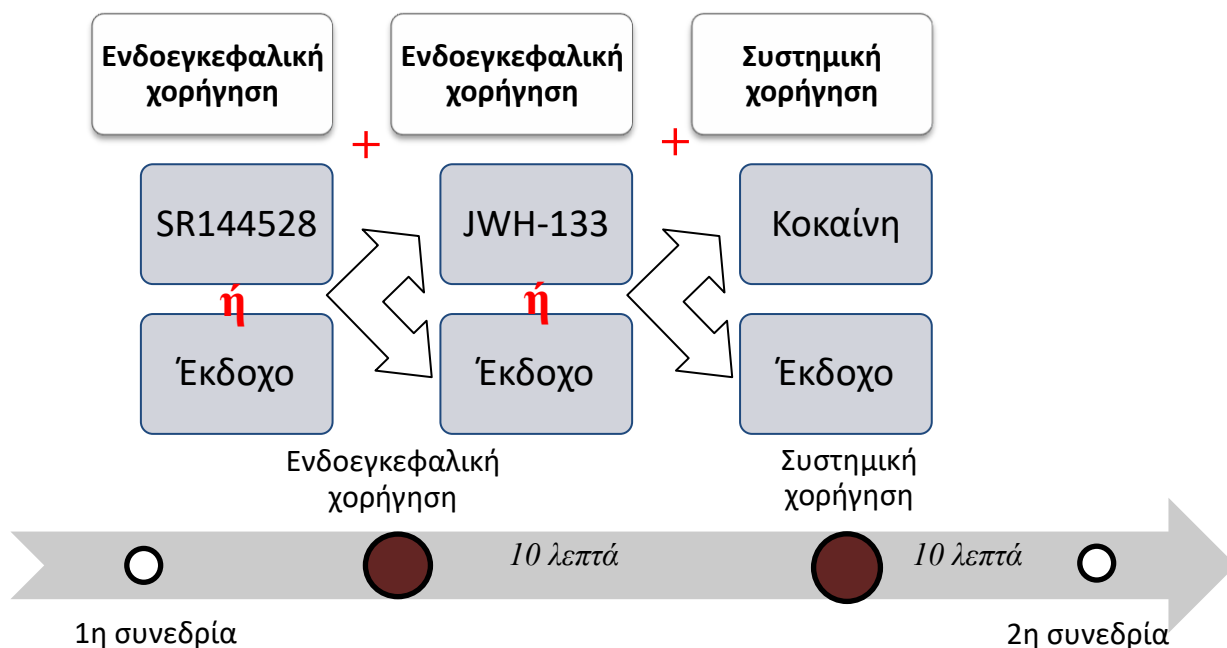 Ενδοεγκεφαλική
χορήγηση
Ενδοεγκεφαλική
χορήγηση
Συστημική
χορήγηση
+
+
SR144528
JWH-133
Κοκαίνη
ή
ή
Έκδοχο
Έκδοχο
Έκδοχο
Ενδοεγκεφαλική
χορήγηση
Συστημική
χορήγηση
10 λεπτά
10 λεπτά
1η συνεδρία
2η συνεδρία